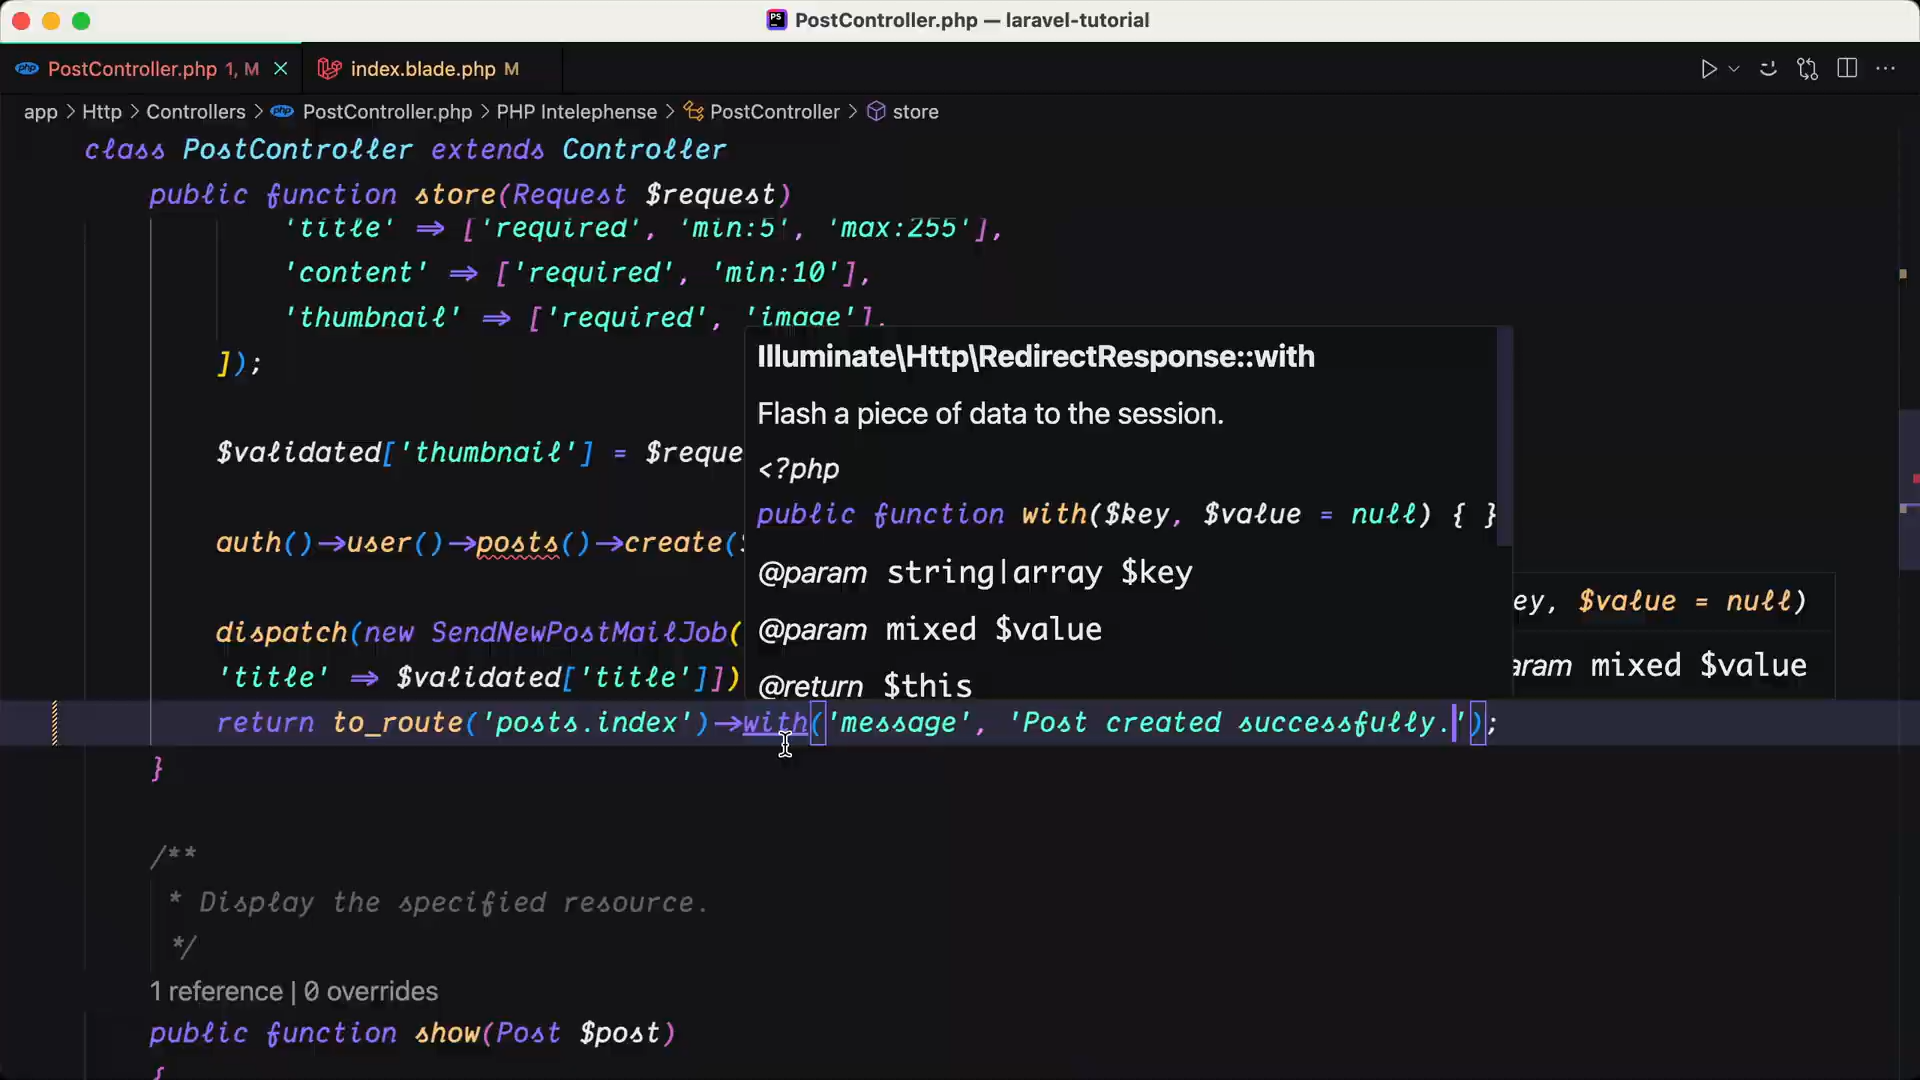 PostController.php — laravel-tutorial
PostController.php 1, M
index.blade.php M
app > Http > Controllers > PostController.php > PHP Intelephense > PostController > store
class PostController extends Controller
public function store(Request $request)
'title' => ['required', 'min:5', 'max:255'],
'content' => ['required', 'min:10'],
'thumbnail' => ['required', 'image'],
]);
Illuminate\Http\RedirectResponse::with
Flash a piece of data to the session.
$validated['thumbnail'] = $reque
<?php
public function with($key, $value = null) { }
auth()->user()->posts()->create(
@param string|array $key
ey, $value = null)
dispatch(new SendNewPostMailJob(
@param mixed $value
aram mixed $value
'title' => $validated['title']])
@return $this
return to_route('posts.index')->with('message', 'Post created successfully.');
}
/**
* Display the specified resource.
*/
1 reference | 0 overrides
public function show(Post $post)
{